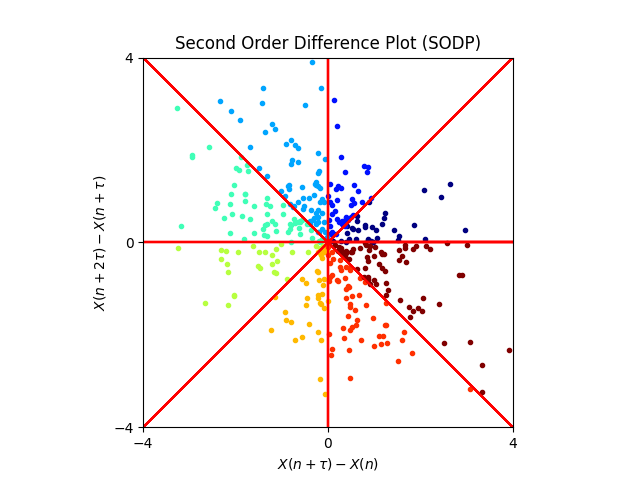 Second Order Difference Plot (SODP)
4
0
−4
−4
0
4
X(n + 2τ) − X(n + τ)
X(n + τ) − X(n)